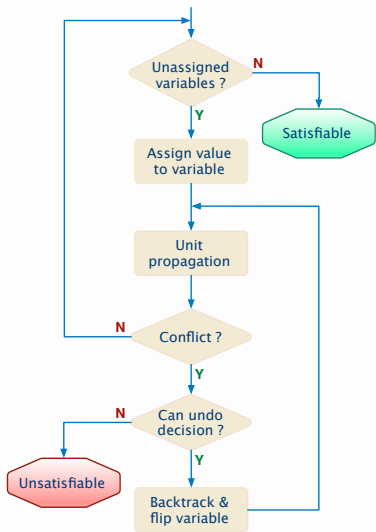 Unassigned
variables ?
N
Y
Satisfiable
Assign value
to variable
Unit
propagation
Conflict ?
N
Y
Can undo
decision ?
N
Y
Unsatisfiable
Backtrack &
flip variable